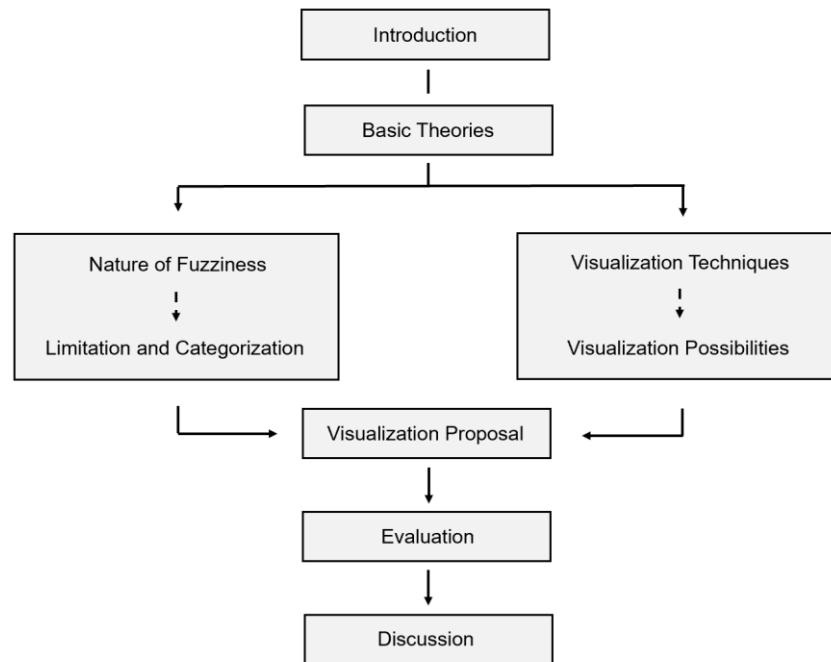 Introduction
Basic Theories
Nature of Fuzziness
Limitation and Categorization
Visualization Techniques
Visualization Possibilities
Visualization Proposal
Evaluation
Discussion